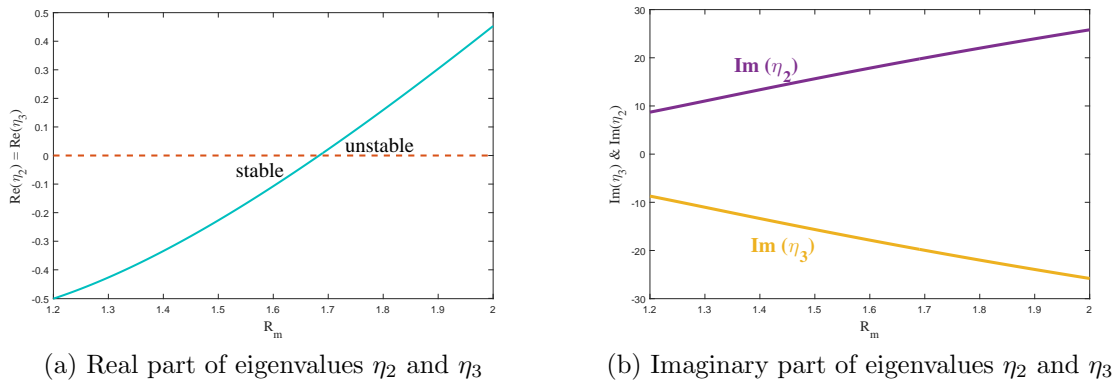 0.5
0.4
0.3
0.2
0.1
0
-0.1
-0.2
-0.3
-0.4
-0.5
Re(η2) = Re(η3)
unstable
stable
1.2 1.3 1.4 1.5 1.6 1.7 1.8 1.9 2
Rm
(a) Real part of eigenvalues η2 and η3
30
20
10
0
-10
-20
-30
Im(η3) & Im(η2)
Im (η2)
Im (η3)
1.2 1.3 1.4 1.5 1.6 1.7 1.8 1.9 2
Rm
(b) Imaginary part of eigenvalues η2 and η3